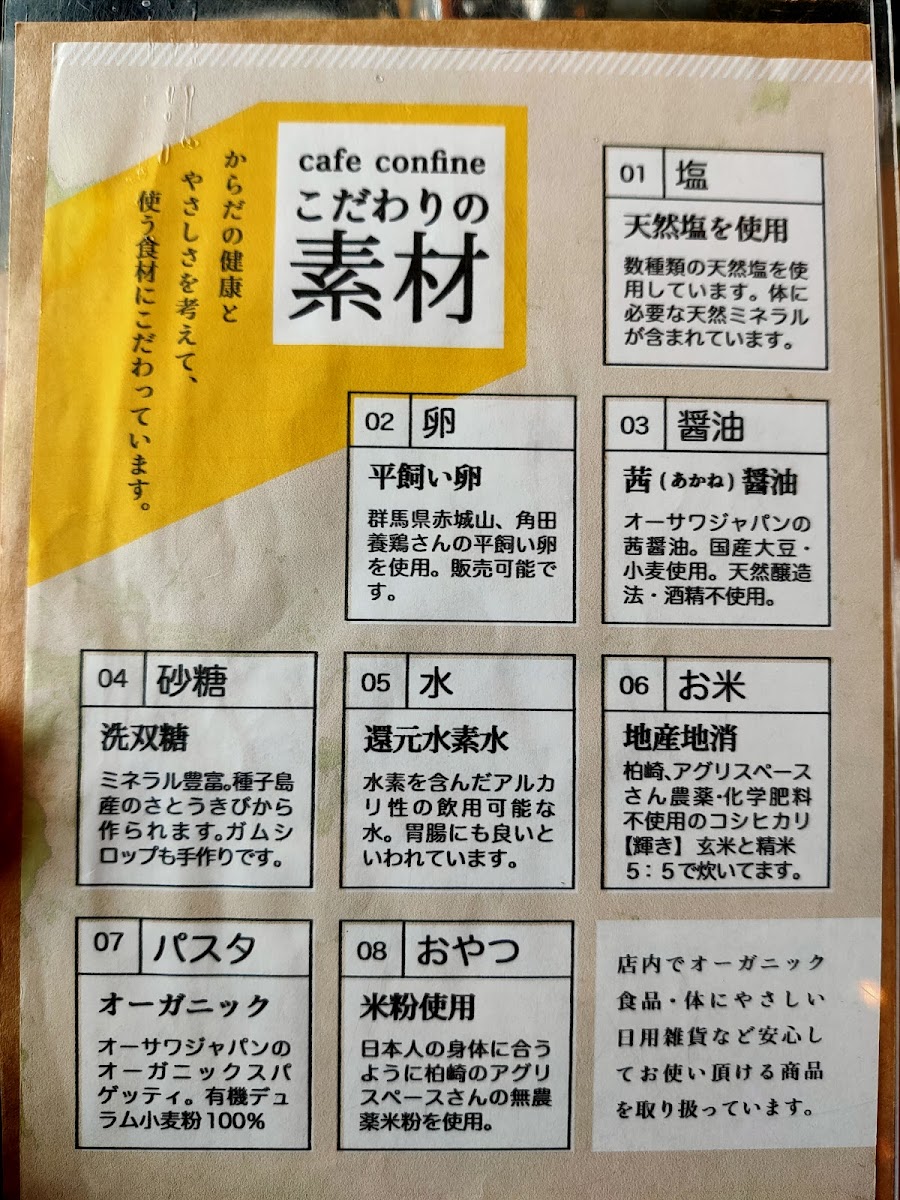 cafe confine
こだわりの
素材
からだの健康と
やさしさを考えて、
使う食材にこだわっています。
01 塩
天然塩を使用
数種類の天然塩を使
用しています。体に
必要な天然ミネラル
が含まれています。
02 卵
平飼い卵
群馬県赤城山、角田
養鶏さんの平飼い卵
を使用。販売可能で
す。
03 醤油
茜(あかね)醤油
オーサワジャパンの
茜醤油。国産大豆・
小麦使用。天然醸造
法・酒精不使用。
04 砂糖
洗双糖
ミネラル豊富。種子島
産のさとうきびから
作られます。ガムシ
ロップも手作りです。
05 水
還元水素水
水素を含んだアルカ
リ性の飲用可能な
水。胃腸にも良いと
いわれています。
06 お米
地産地消
柏崎、アグリスペース
さん農薬・化学肥料
不使用のコシヒカリ
【輝き】 玄米と精米
5:5で炊いてます。
07 パスタ
オーガニック
オーサワジャパンの
オーガニックスパ
ゲッティ。有機デュ
ラム小麦粉100%
08 おやつ
米粉使用
日本人の身体に合う
ように柏崎のアグリ
スペースさんの無農
薬米粉を使用。
店内でオーガニック
食品・体にやさしい
日用雑貨など安心し
てお使い頂ける商品
を取り扱っています。